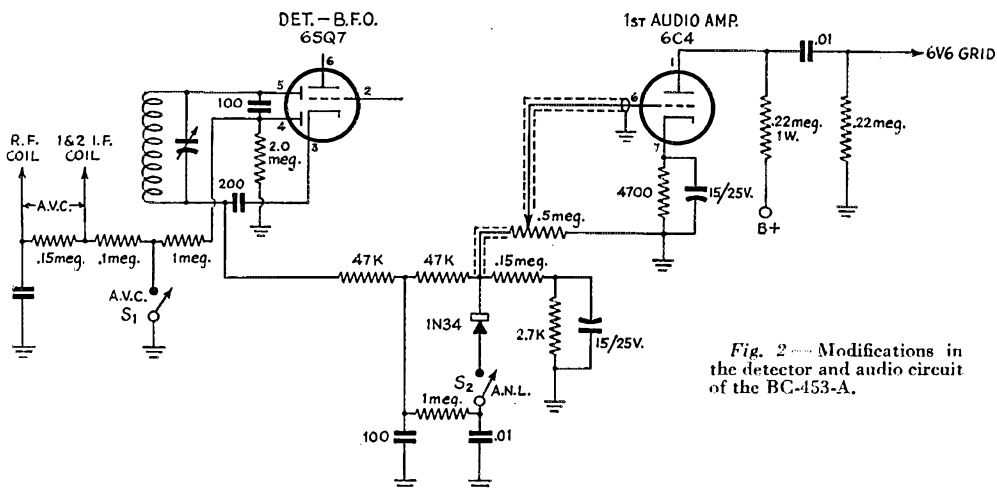 DET. – B.F.O.
6SQ7
1ST AUDIO AMP.
6C4
6
5
4
3
2
100
2.0
meg.
200
R.F.
COIL
1&2 I.F.
COIL
A.V.C.
.15meg.
.1meg.
1meg.
A.V.C.
S1
47K
47K
.15meg.
.5meg.
1N34
2.7K
15/25V.
S2
A.N.L.
1meg.
100
.01
1
6
7
4700
15/25V.
.01
6V6 GRID
.22meg.
1W.
.22meg.
B+
Fig. 2 — Modifications in
the detector and audio circuit
of the BC-453-A.